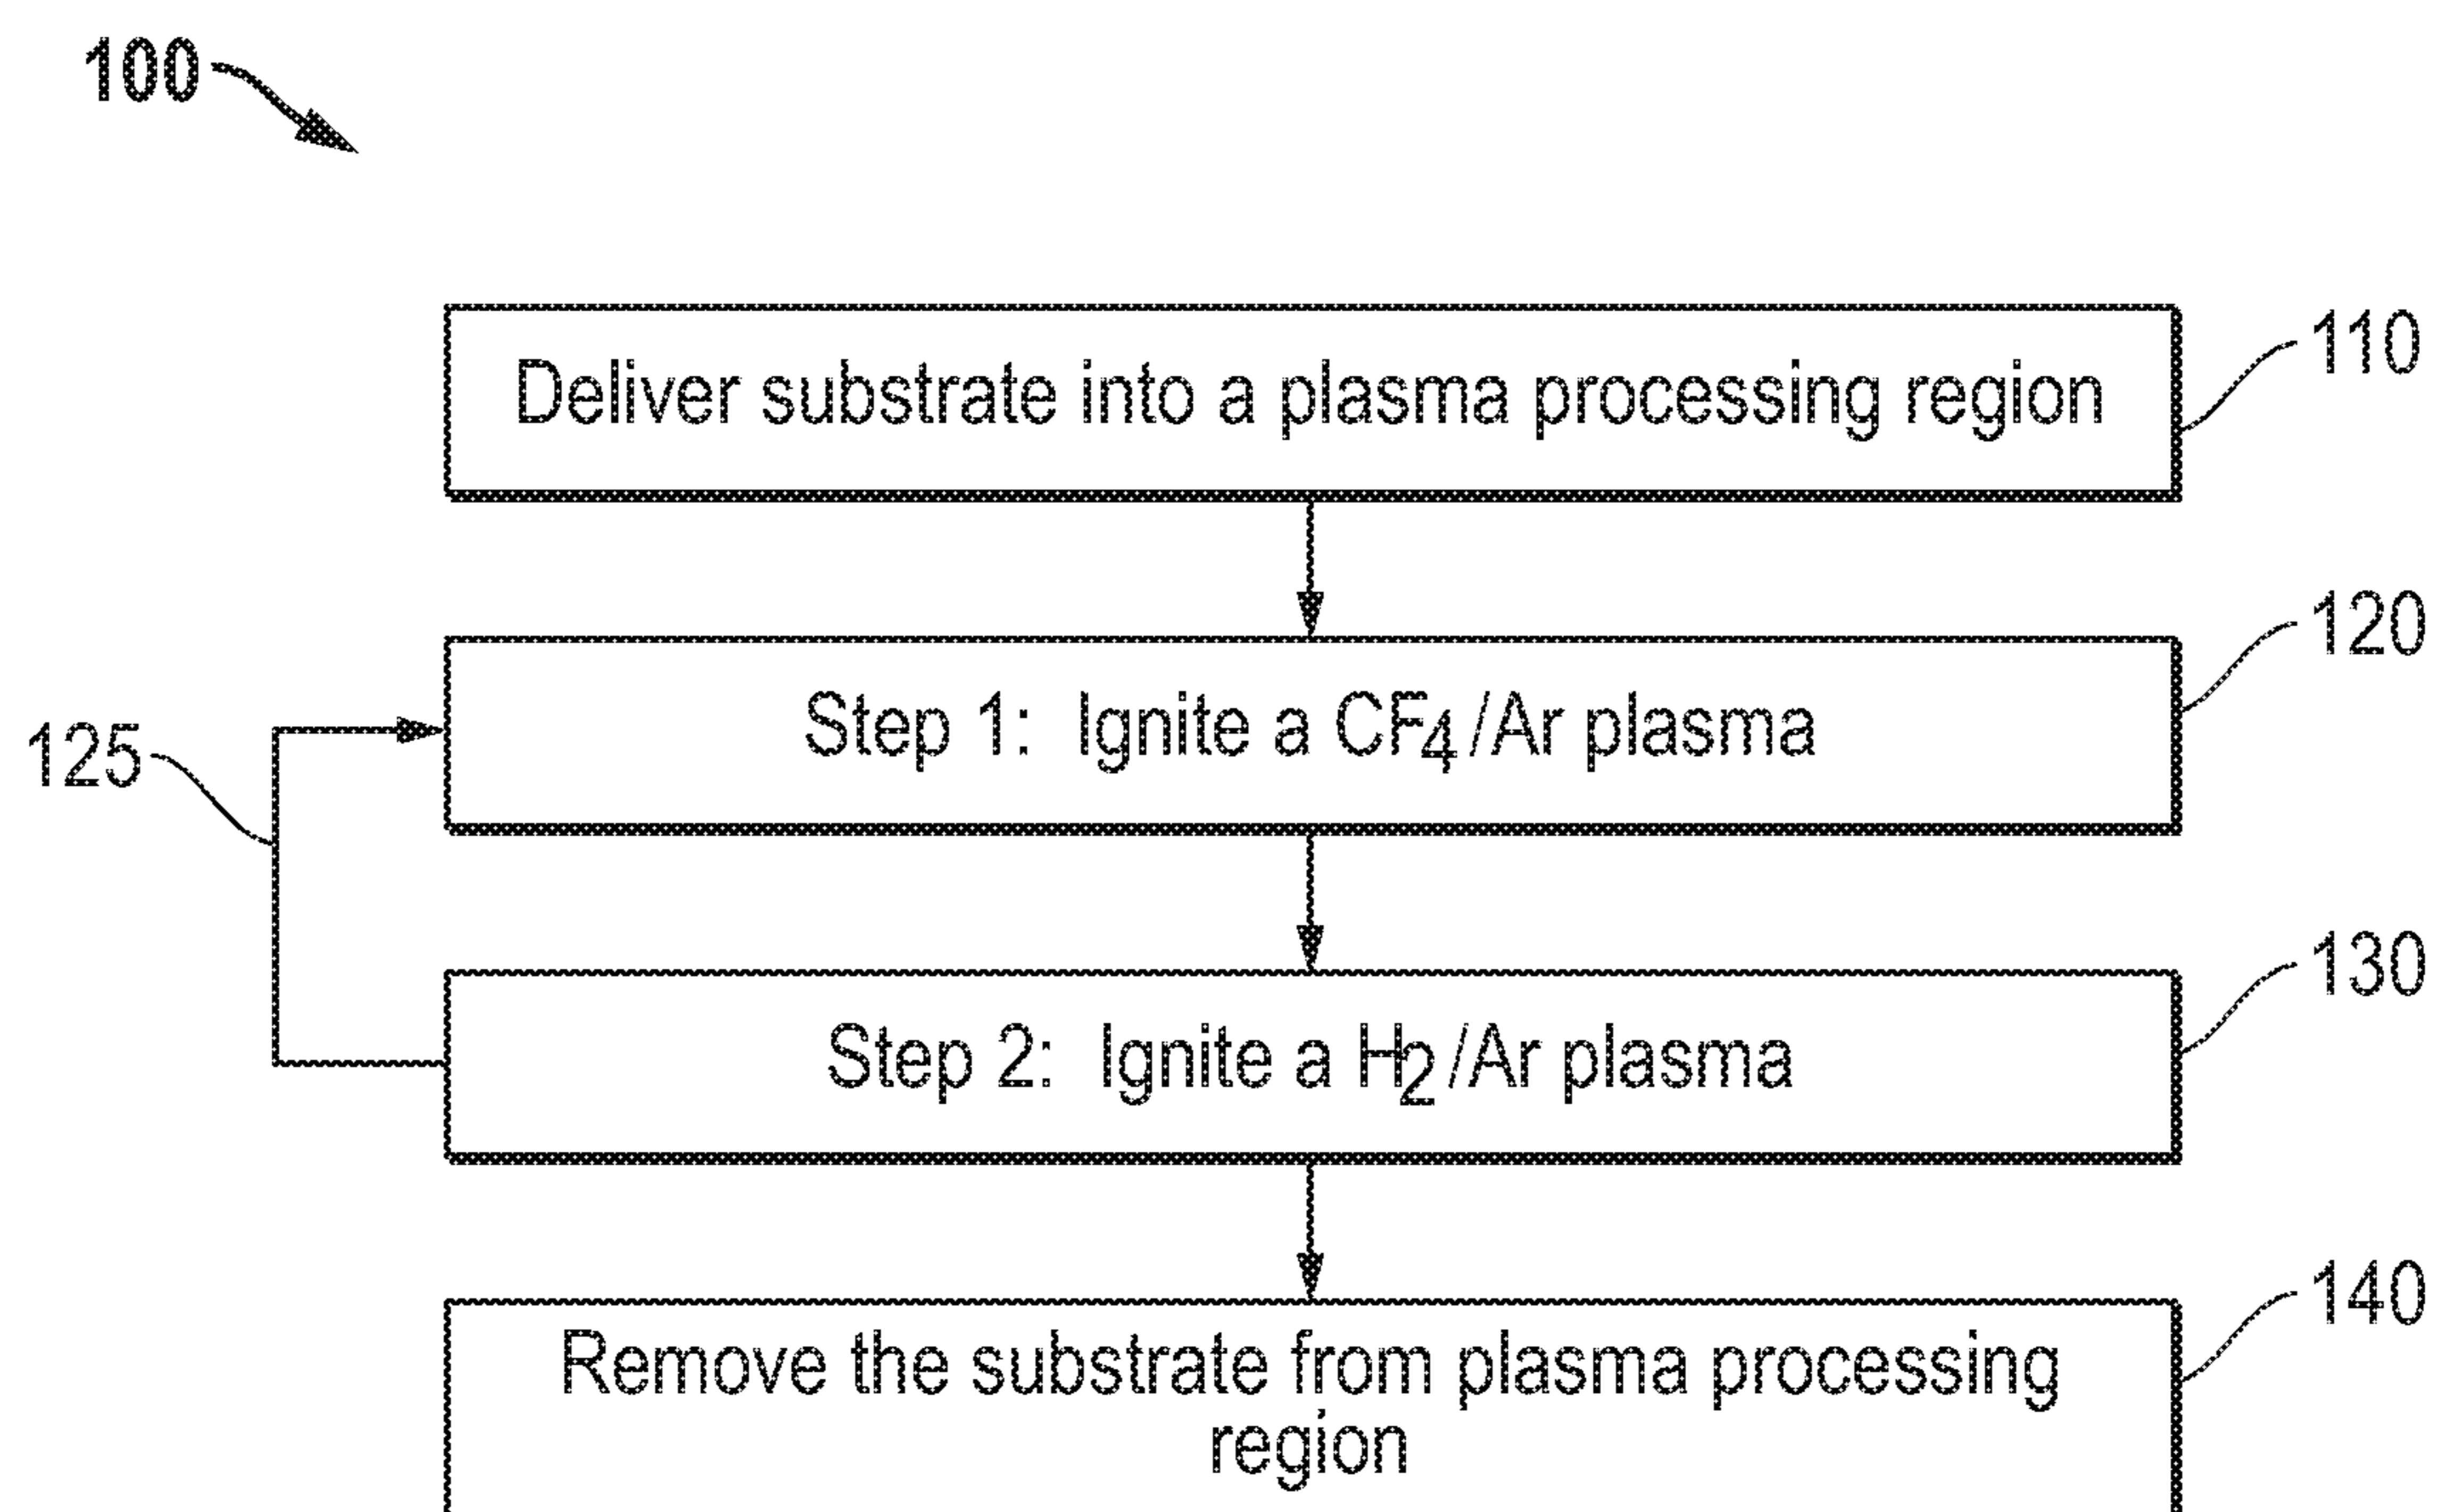 100
Deliver substrate into a plasma processing region
110
Step 1: Ignite a CF4/Ar plasma
120
125
Step 2: Ignite a H2/Ar plasma
130
Remove the substrate from plasma processing
region
140